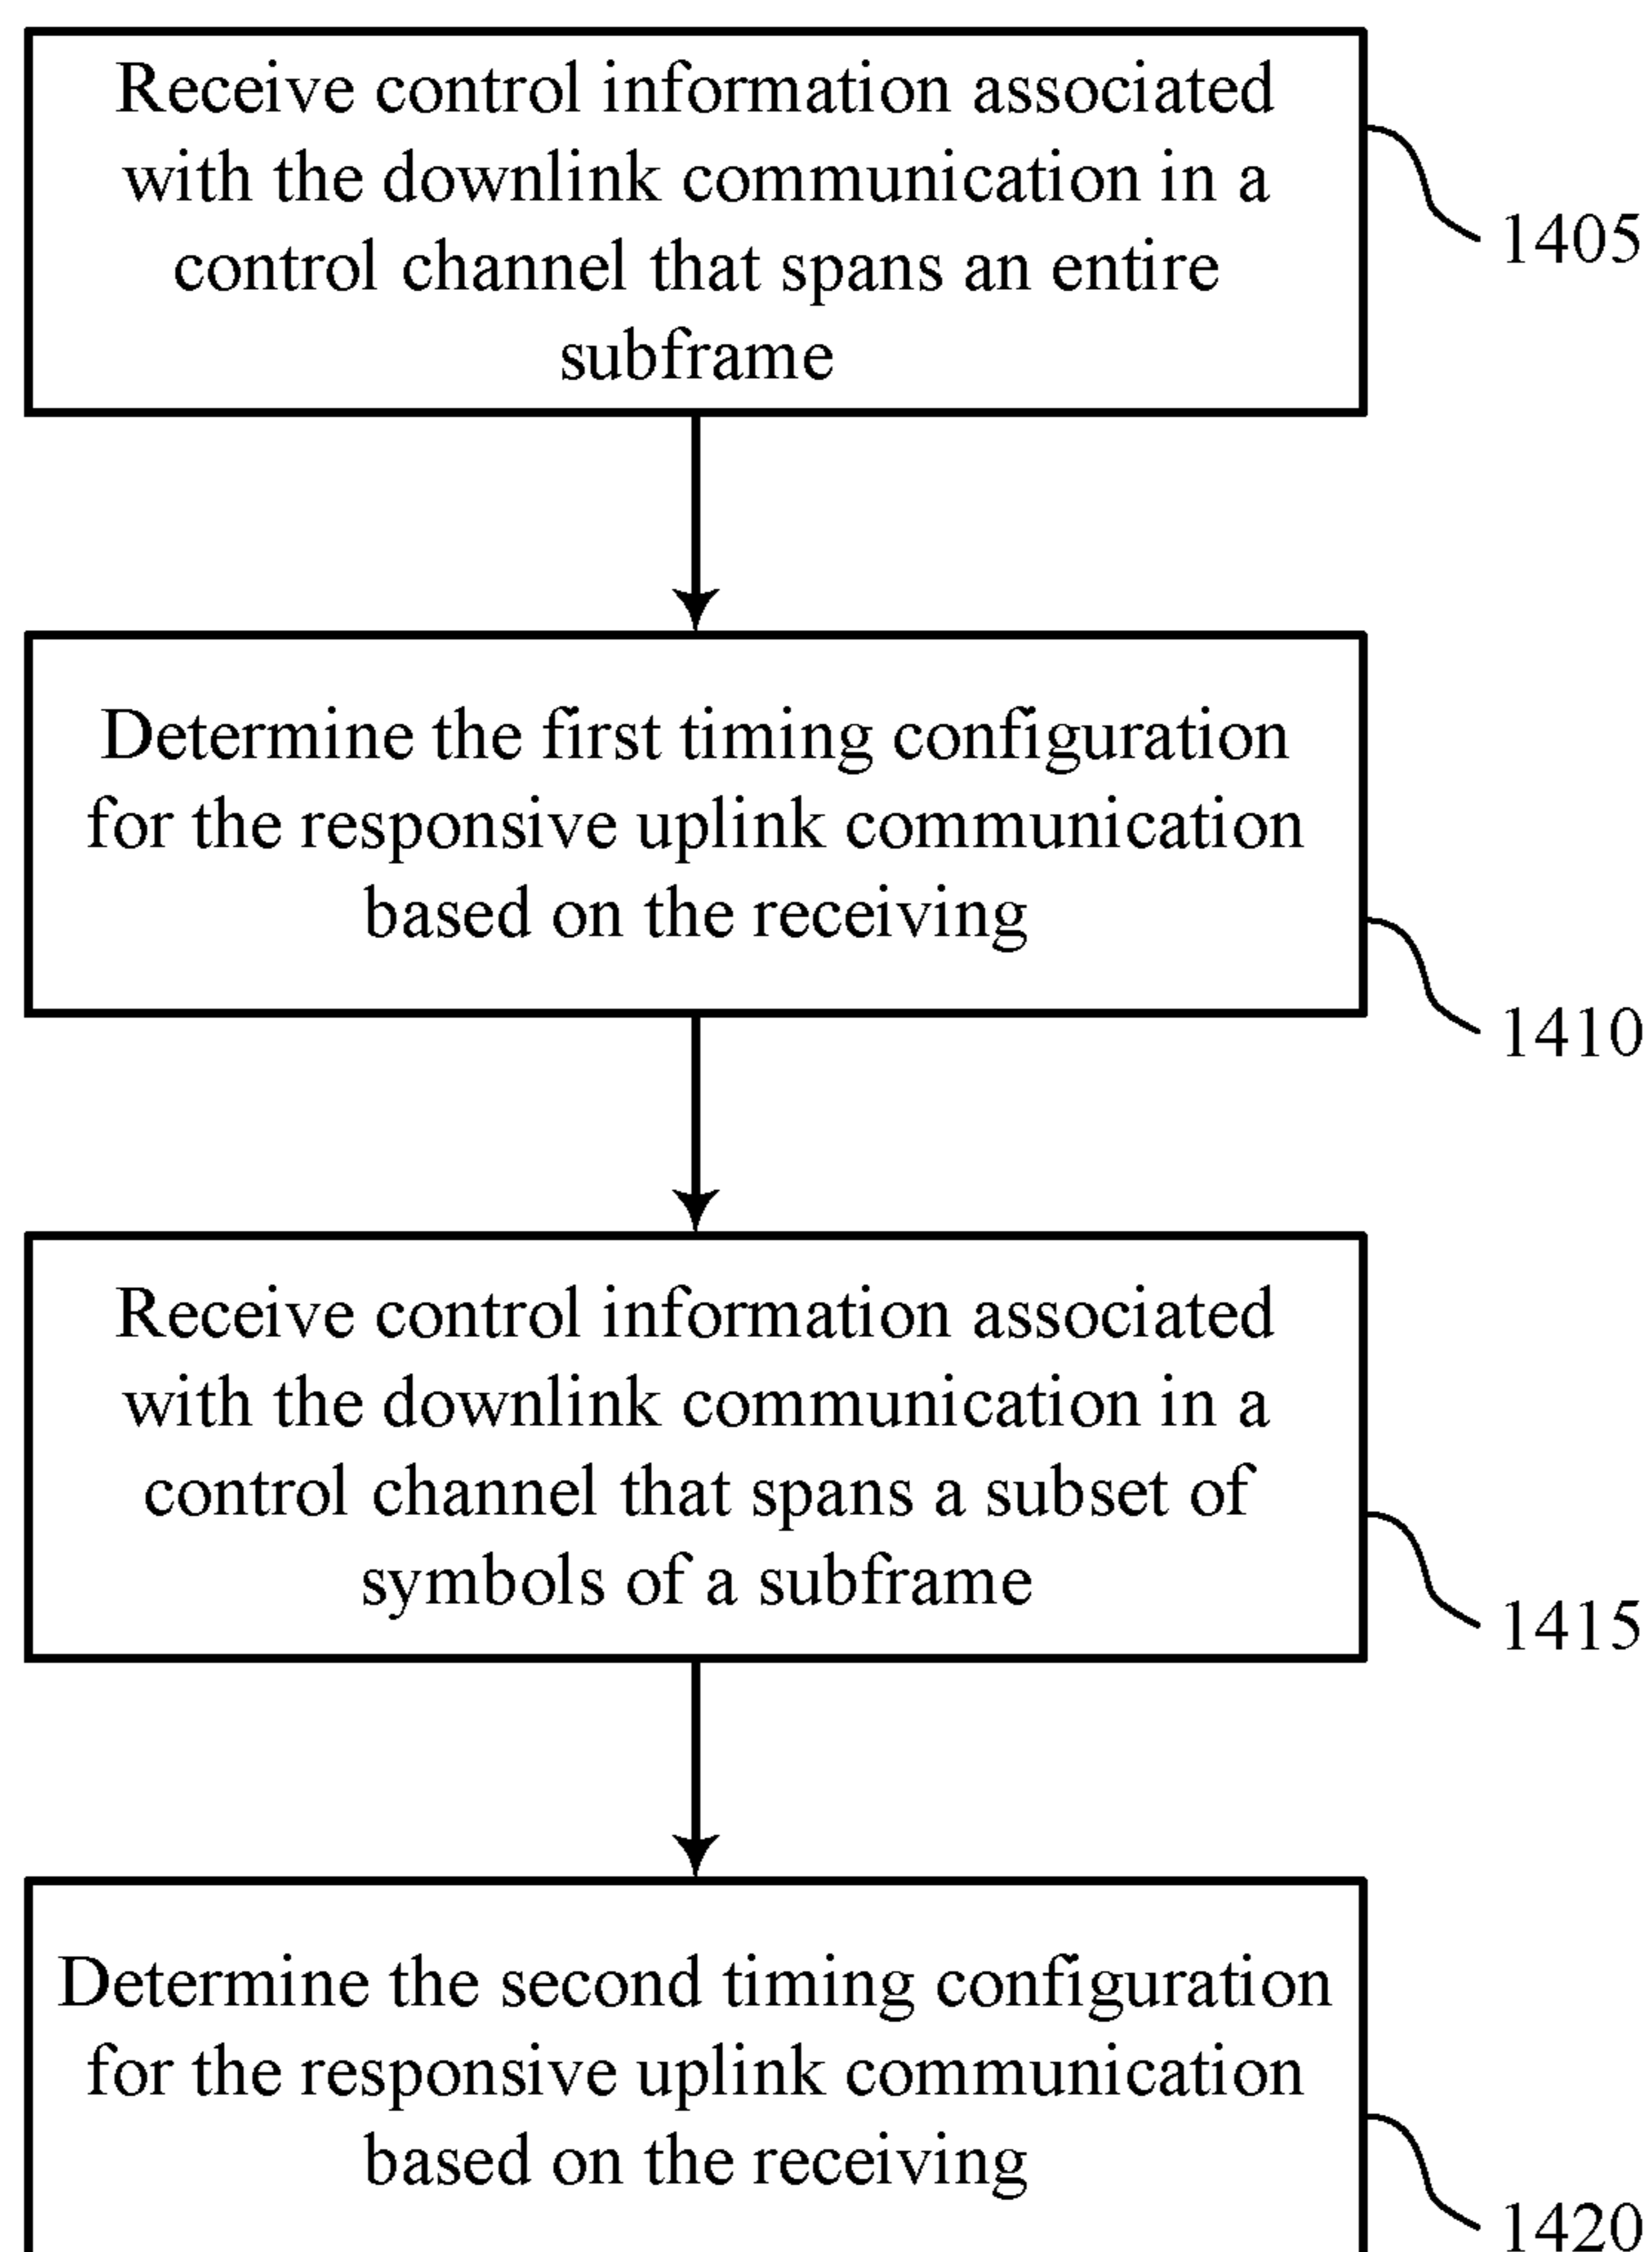 Receive control information associated
with the downlink communication in a
control channel that spans an entire
subframe
1405
Determine the first timing configuration
for the responsive uplink communication
based on the receiving
1410
Receive control information associated
with the downlink communication in a
control channel that spans a subset of
symbols of a subframe
1415
Determine the second timing configuration
for the responsive uplink communication
based on the receiving
1420